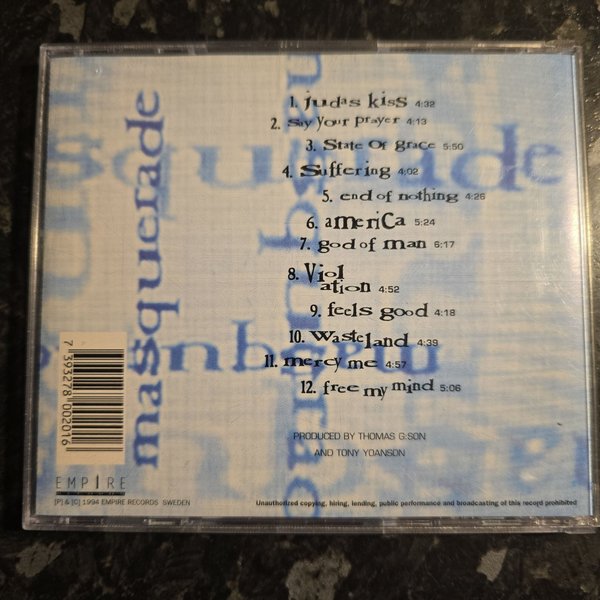 masquerade
1. judas kiss 4:32
2. say your prayer 4:13
3. State Of grace 5:50
4. Suffering 4:02
5. end of nothing 4:26
6. ameriCa 5:24
7. god of man 6:17
8. Viol
ation 4:52
9. feels good 4:18
10. Wasteland 4:39
11. mercy me 4:57
12. free my mind 5:06
PRODUCED BY THOMAS G:SON
AND TONY YOANSON
7 393278 002016
EMPIRE
RECORDS
[P] & [C] 1994 EMPIRE RECORDS SWEDEN
Unauthorized copying, hiring, lending, public performance and broadcasting of this record prohibited